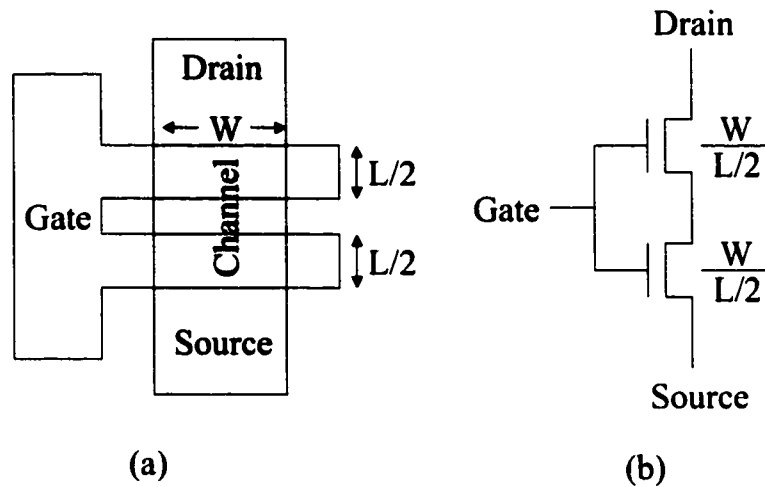 Drain
W
L/2
Gate
Channel
L/2
Source
(a)
Drain
W
L/2
Gate
W
L/2
Source
(b)